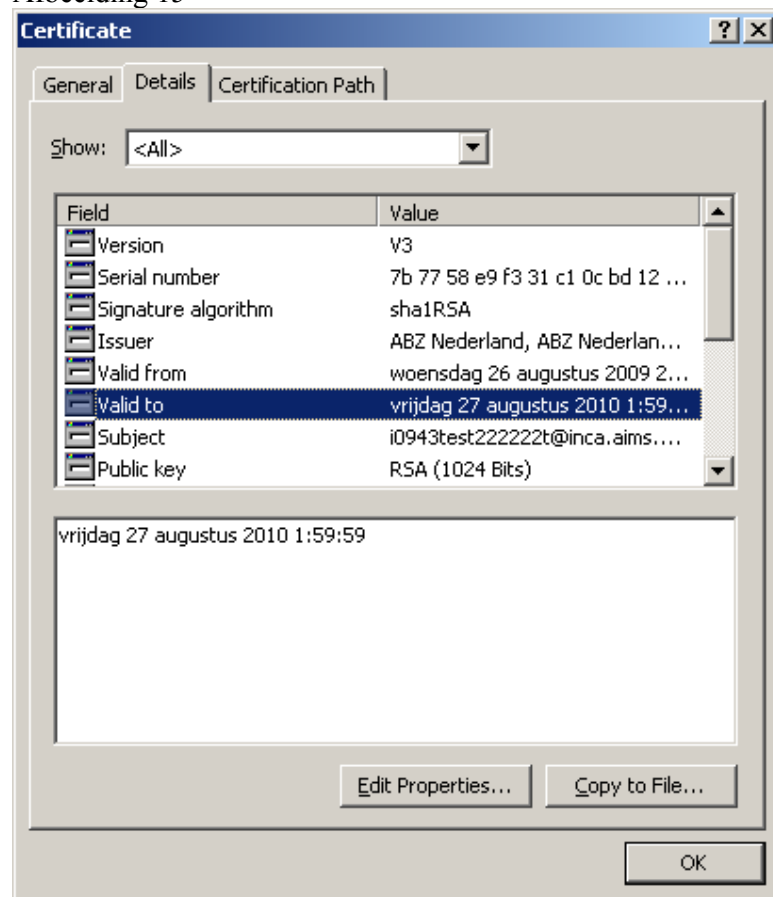 Afbeelding 15
Certificate
General Details Certification Path
Show: <All>
Field Value
Version V3
Serial number 7b 77 58 e9 f3 31 c1 0c bd 12 ...
Signature algorithm sha1RSA
Issuer ABZ Nederland, ABZ Nederlan...
Valid from woensdag 26 augustus 2009 2...
Valid to vrijdag 27 augustus 2010 1:59...
Subject i0943test222222t@inca.aims....
Public key RSA (1024 Bits)
vrijdag 27 augustus 2010 1:59:59
Edit Properties... Copy to File...
OK